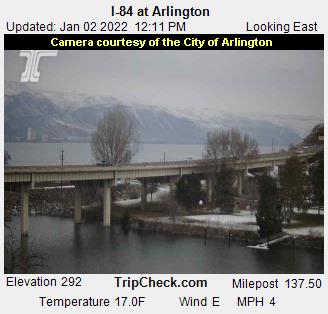 I-84 at Arlington
Updated: Jan 02 2022 12:11 PM Looking East
Camera courtesy of the City of Arlington
Elevation 292 TripCheck.com Milepost 137.50
Temperature 17.0F Wind E MPH 4